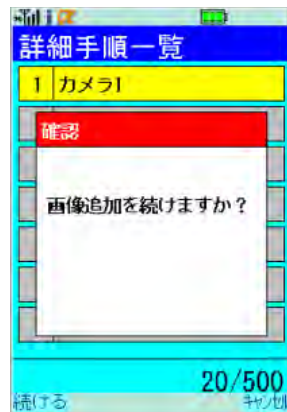 詳細手順一覧
1 カメラ1
確認
画像追加を続けますか？
20/500
続ける キャンセル